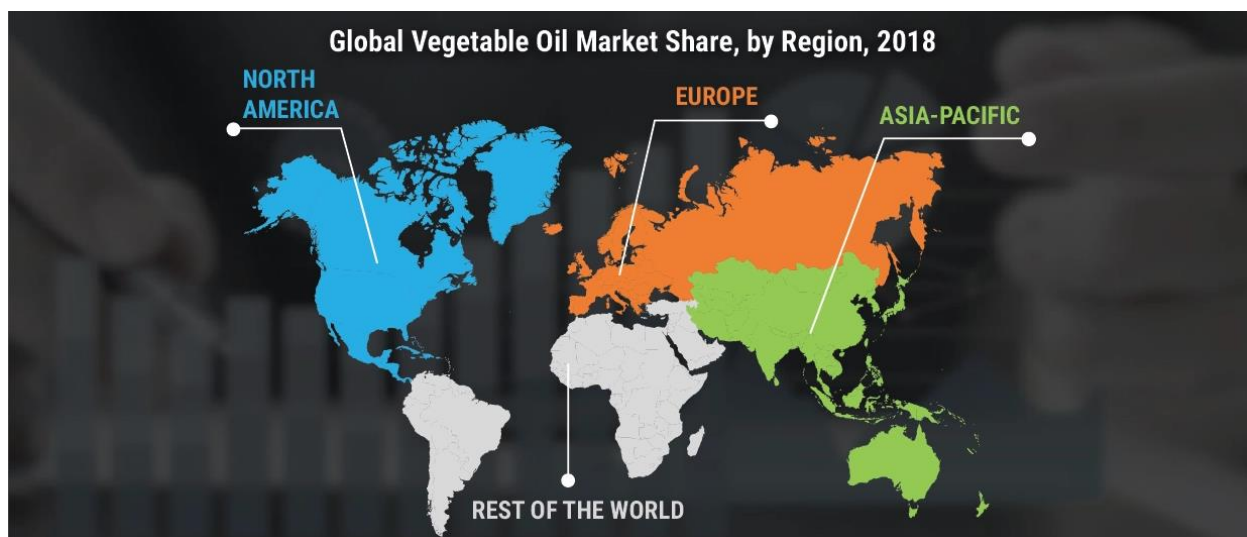 Global Vegetable Oil Market Share, by Region, 2018
NORTH
AMERICA
EUROPE
ASIA-PACIFIC
REST OF THE WORLD